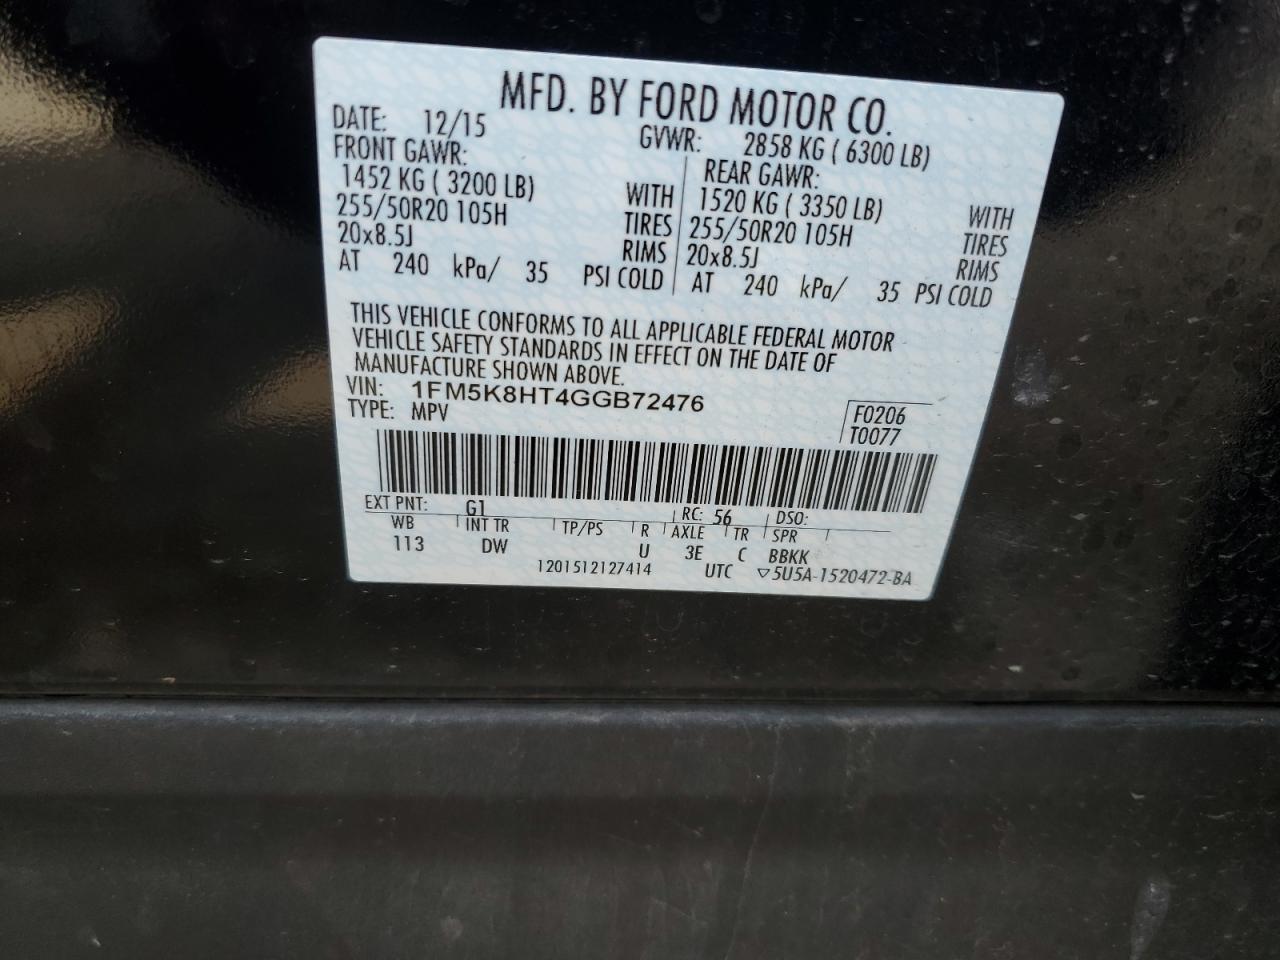 MFD. BY FORD MOTOR CO.
DATE: 12/15 GVWR: 2858 KG ( 6300 LB)
FRONT GAWR: REAR GAWR:
1452 KG ( 3200 LB) WITH 1520 KG ( 3350 LB) WITH
255/50R20 105H TIRES 255/50R20 105H TIRES
20x8.5J RIMS 20x8.5J RIMS
AT 240 kPa/ 35 PSI COLD AT 240 kPa/ 35 PSI COLD
THIS VEHICLE CONFORMS TO ALL APPLICABLE FEDERAL MOTOR
VEHICLE SAFETY STANDARDS IN EFFECT ON THE DATE OF
MANUFACTURE SHOWN ABOVE.
VIN: 1FM5K8HT4GGB72476
TYPE: MPV
F0206
T0077
EXT PNT: G1 RC: 56 DSO:
WB INT TR TP/PS R AXLE TR SPR
113 DW U 3E C BBKK
1201512127414 UTC ▽5U5A-1520472-BA